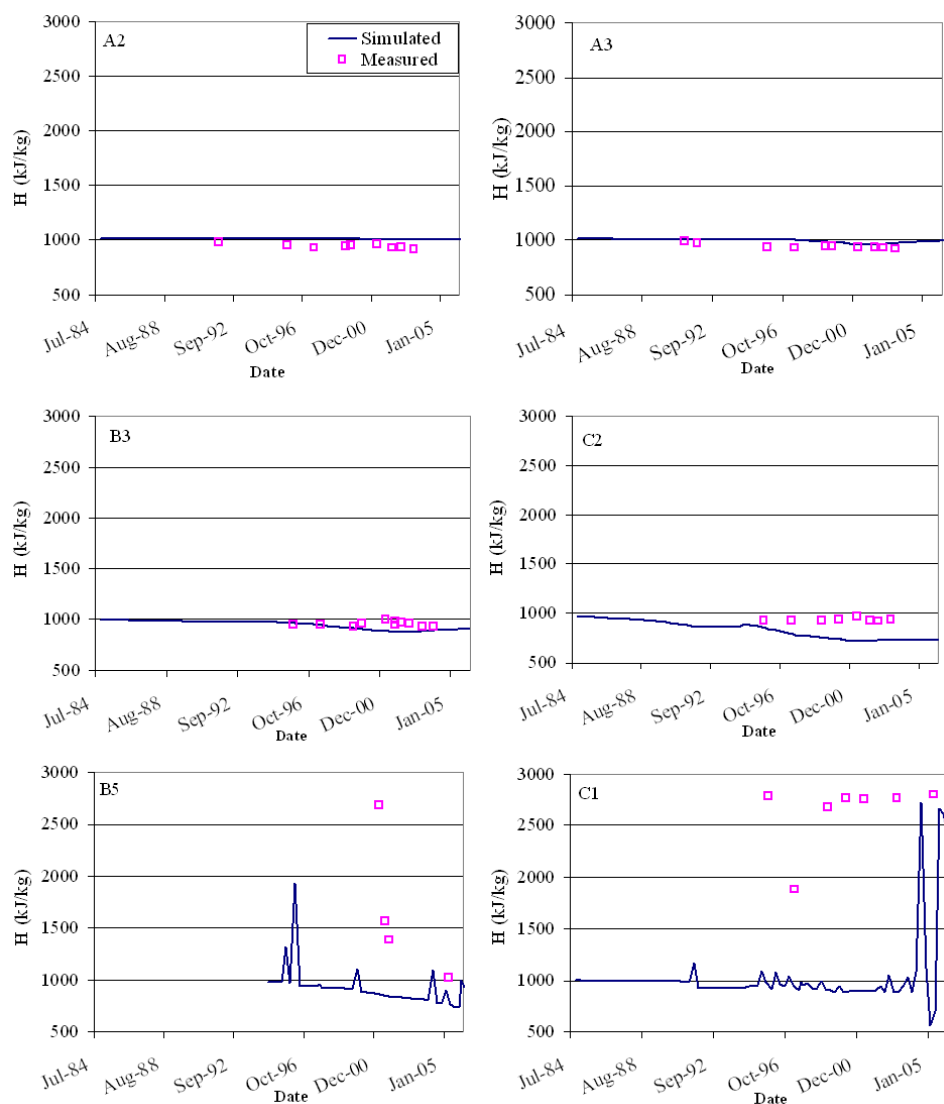 A2
Simulated
Measured
3000
2500
2000
1500
1000
500
H (kJ/kg)
Jul-84
Aug-88
Sep-92
Oct-96
Dec-00
Jan-05
Date
A3
3000
2500
2000
1500
1000
500
H (kJ/kg)
Jul-84
Aug-88
Sep-92
Oct-96
Dec-00
Jan-05
Date
B3
3000
2500
2000
1500
1000
500
H (kJ/kg)
Jul-84
Aug-88
Sep-92
Oct-96
Dec-00
Jan-05
Date
C2
3000
2500
2000
1500
1000
500
H (kJ/kg)
Jul-84
Aug-88
Sep-92
Oct-96
Dec-00
Jan-05
Date
B5
3000
2500
2000
1500
1000
500
H (kJ/kg)
Jul-84
Aug-88
Sep-92
Oct-96
Dec-00
Jan-05
Date
C1
3000
2500
2000
1500
1000
500
H (kJ/kg)
Jul-84
Aug-88
Sep-92
Oct-96
Dec-00
Jan-05
Date